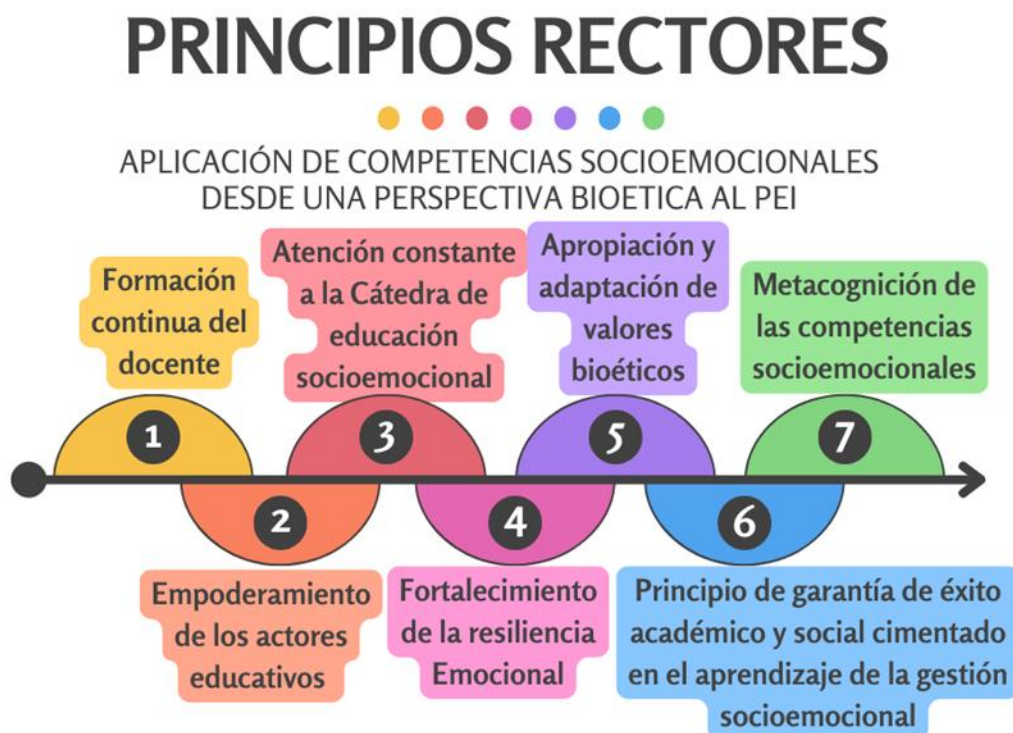 PRINCIPIOS RECTORES
APLICACIÓN DE COMPETENCIAS SOCIOEMOCIONALES
DESDE UNA PERSPECTIVA BIOETICA AL PEI
Formación
continua del
docente
1
Empoderamiento
de los actores
educativos
2
Atención constante
a la Cátedra de
educación
socioemocional
3
Fortalecimiento
de la resiliencia
Emocional
4
Apropiación y
adaptación de
valores
bioéticos
5
Principio de garantía de éxito
académico y social cimentado
en el aprendizaje de la gestión
socioemocional
6
Metacognición de
las competencias
socioemocionales
7